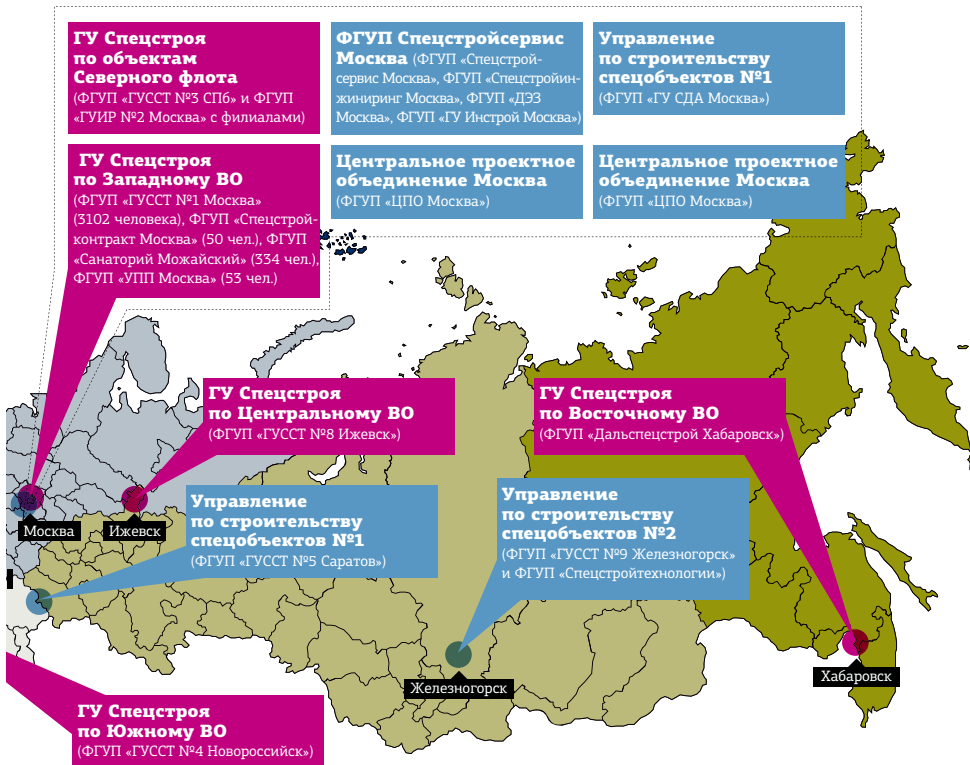 ГУ Спецстроя
по объектам
Северного флота
(ФГУП «ГУССТ №3 СПб» и ФГУП
«ГУИР №2 Москва» с филиалами)
ФГУП Спецстройсервис
Москва (ФГУП «Спецстрой-
сервис Москва», ФГУП «Спецстройин-
жиниринг Москва», ФГУП «ДЭЗ
Москва», ФГУП «ГУ Инстрой Москва»)
Управление
по строительству
спецобъектов №1
(ФГУП «ГУ СДА Москва»)
ГУ Спецстроя
по Западному ВО
(ФГУП «ГУССТ №1 Москва»
(3102 человека), ФГУП «Спецстрой-
контракт Москва» (50 чел.), ФГУП
«Санаторий Можайский» (334 чел.),
ФГУП «УПП Москва» (53 чел.)
Центральное проектное
объединение Москва
(ФГУП «ЦПО Москва»)
Центральное проектное
объединение Москва
(ФГУП «ЦПО Москва»)
ГУ Спецстроя
по Центральному ВО
(ФГУП «ГУССТ №8 Ижевск»)
ГУ Спецстроя
по Восточному ВО
(ФГУП «Дальспецстрой Хабаровск»)
Управление
по строительству
спецобъектов №1
(ФГУП «ГУССТ №5 Саратов»)
Управление
по строительству
спецобъектов №2
(ФГУП «ГУССТ №9 Железногорск»
и ФГУП «Спецстройтехнологии»)
Москва
Ижевск
Железногорск
Хабаровск
ГУ Спецстроя
по Южному ВО
(ФГУП «ГУССТ №4 Новороссийск»)